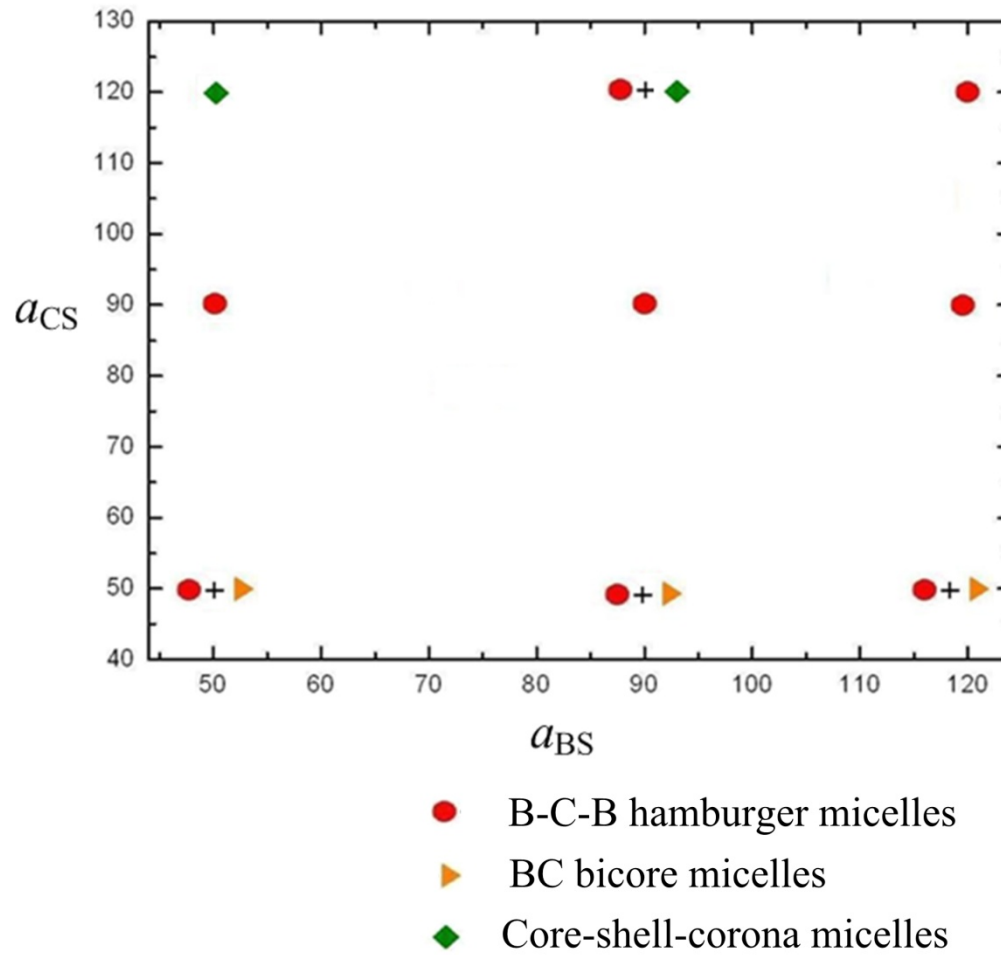 130
120
110
100
90
80
70
60
50
40
aCS
+
+ + +
50 60 70 80 90 100 110 120
aBS
B-C-B hamburger micelles
BC bicore micelles
Core-shell-corona micelles